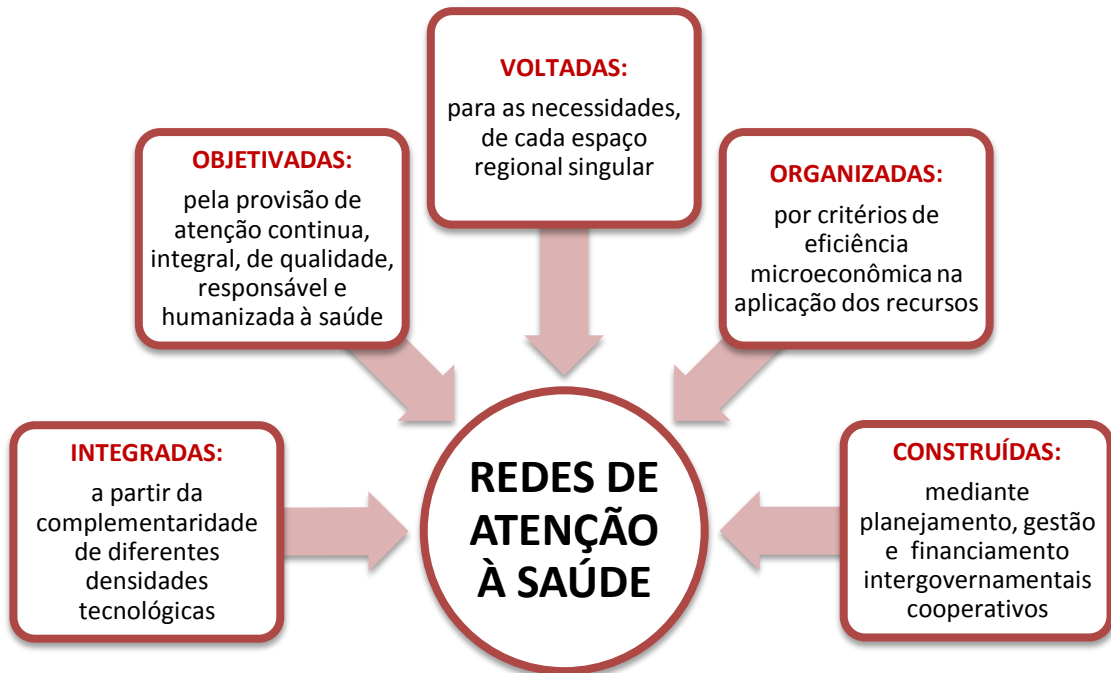 VOLTADAS:
para as necessidades,
de cada espaço
regional singular
OBJETIVADAS:
pela provisão de
atenção continua,
integral, de qualidade,
responsável e
humanizada à saúde
ORGANIZADAS:
por critérios de
eficiência
microeconômica na
aplicação dos recursos
INTEGRADAS:
a partir da
complementaridade
de diferentes
densidades
tecnológicas
REDES DE
ATENÇÃO
À SAÚDE
CONSTRUÍDAS:
mediante
planejamento, gestão
e financiamento
intergovernamentais
cooperativos